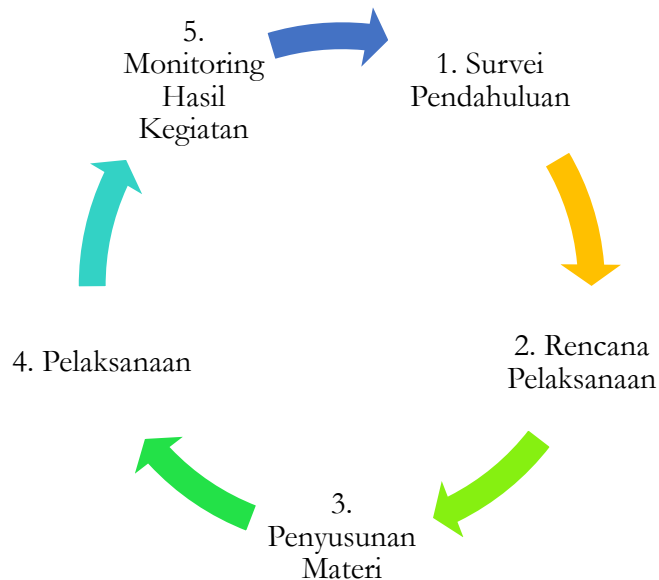 1. Survei
Pendahuluan
2. Rencana
Pelaksanaan
3.
Penyusunan
Materi
4. Pelaksanaan
5.
Monitoring
Hasil
Kegiatan